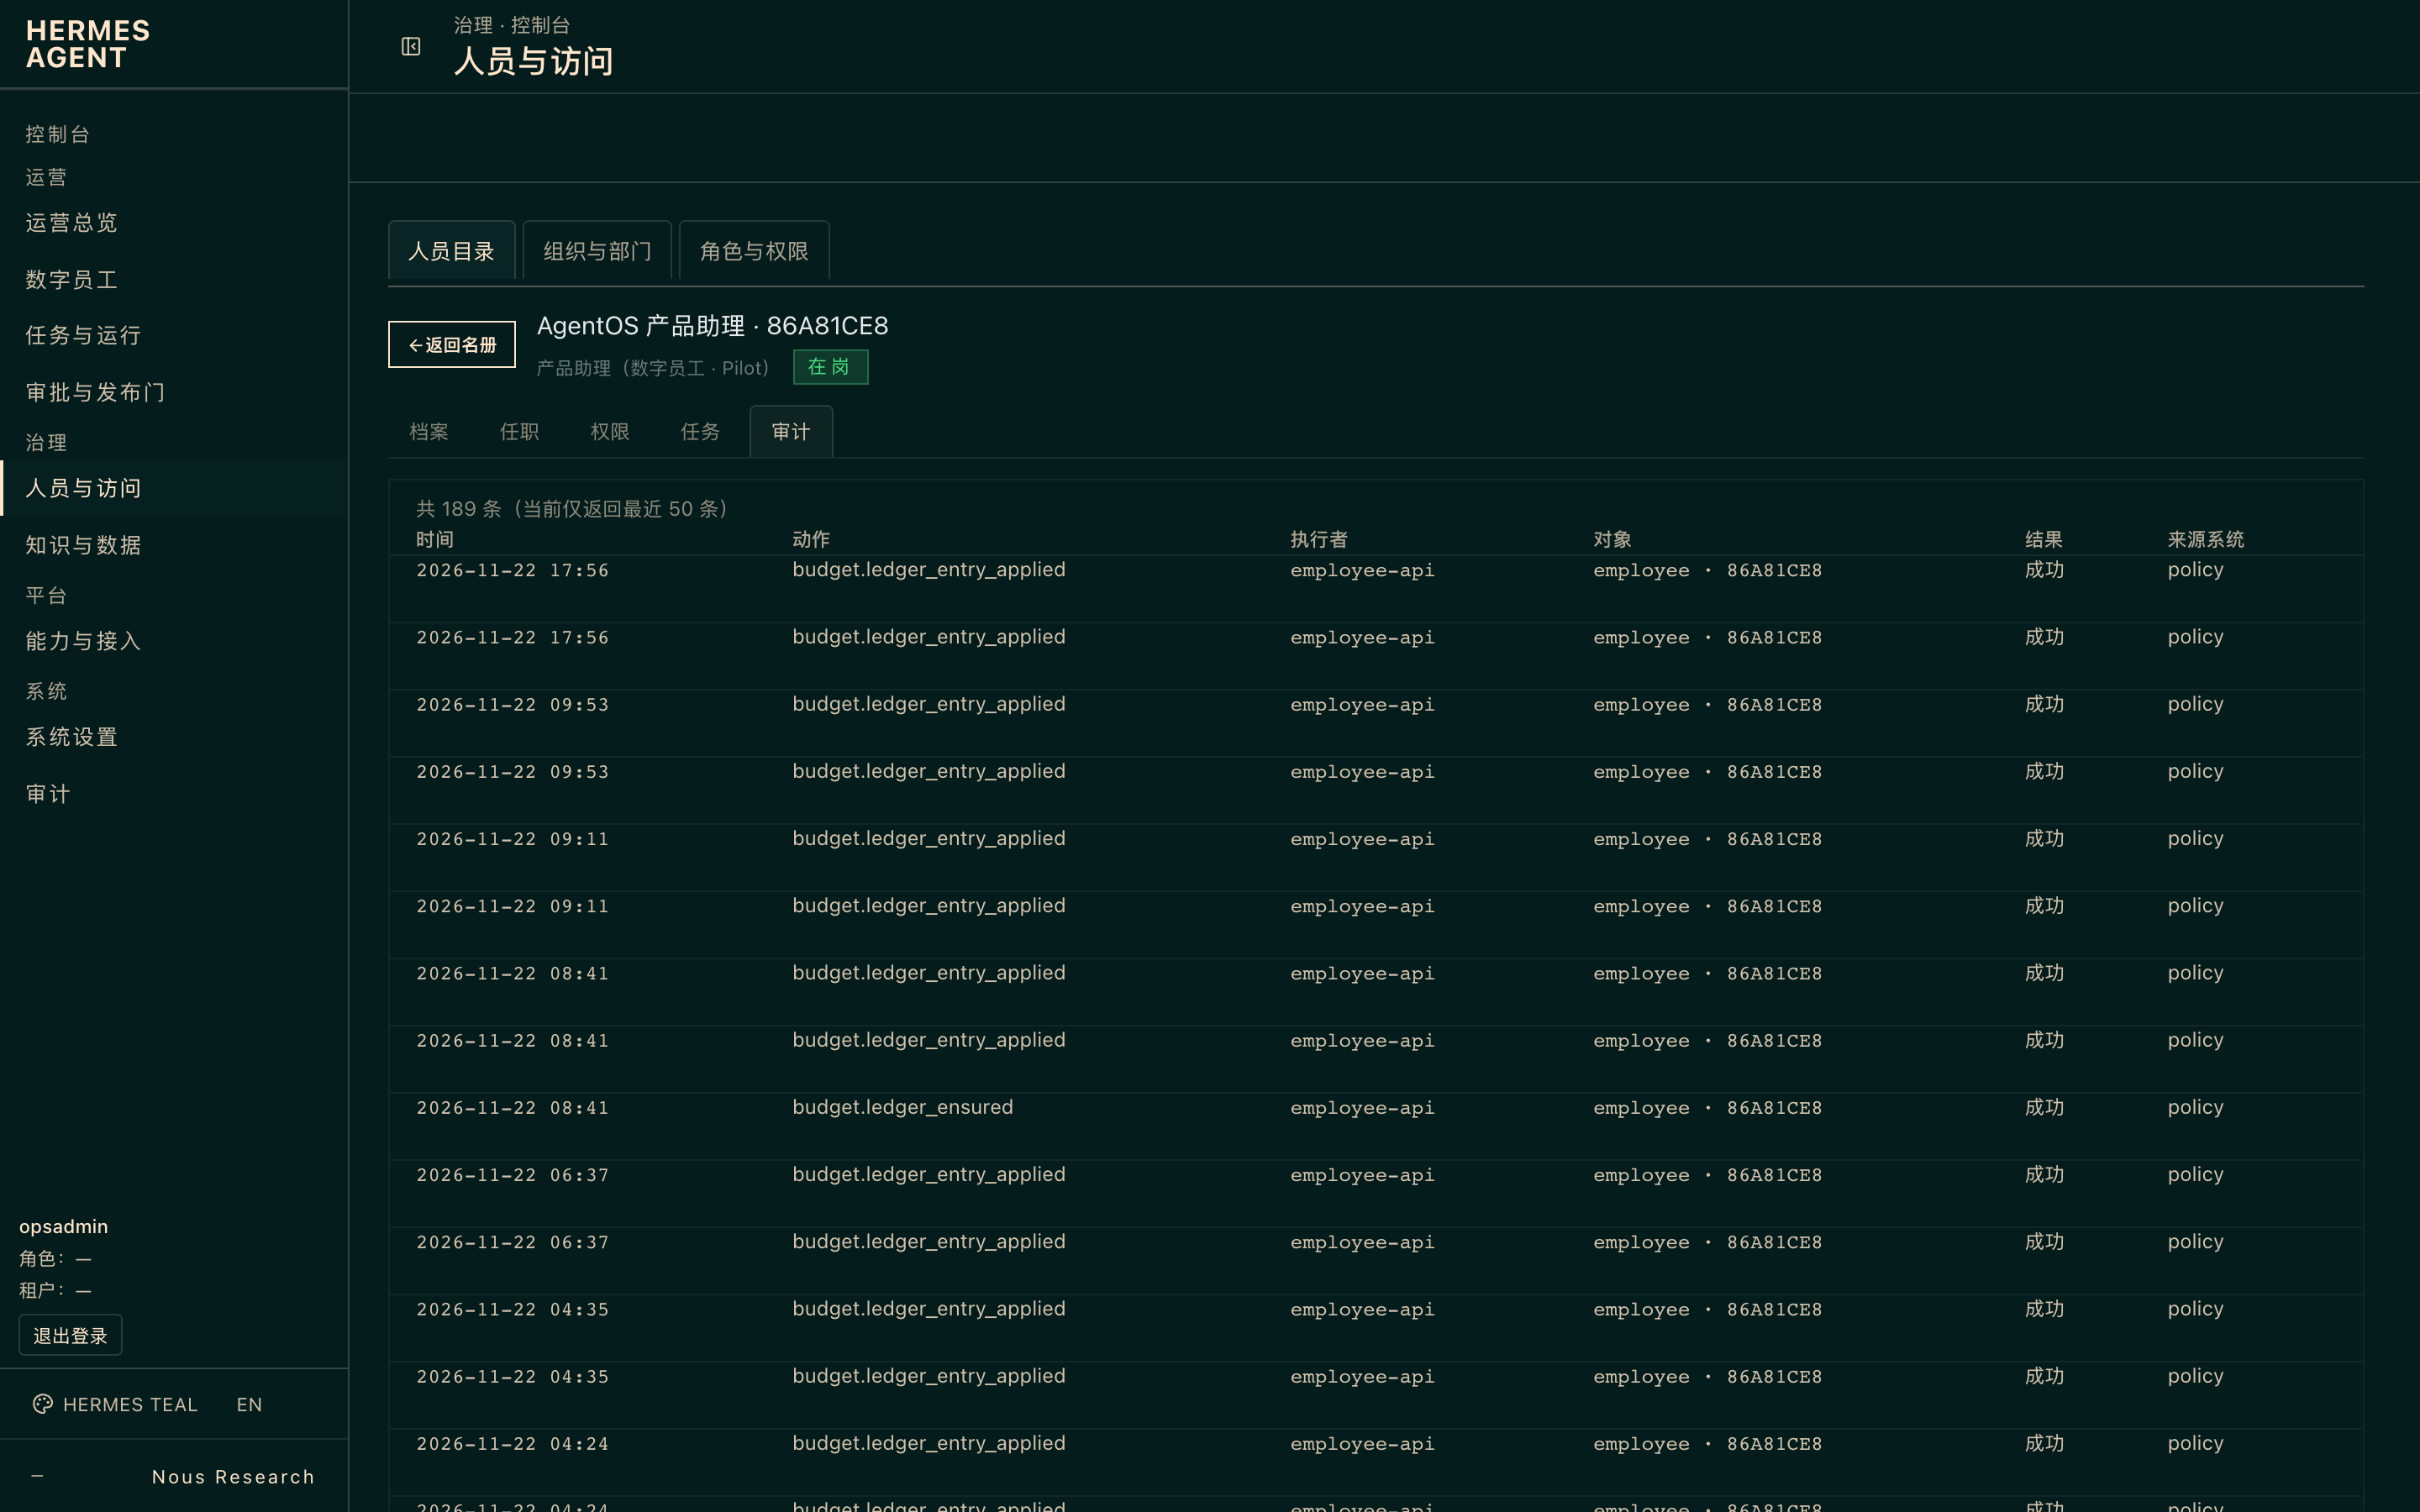 HERMES
AGENT
控制台
运营
运营总览
数字员工
任务与运行
审批与发布门
治理
人员与访问
知识与数据
平台
能力与接入
系统
系统设置
审计
opsadmin
角色：—
租户：—
退出登录
HERMES TEAL EN
— Nous Research
治理 · 控制台
人员与访问
人员目录 组织与部门 角色与权限
←返回名册
AgentOS 产品助理 · 86A81CE8
产品助理（数字员工 · Pilot） 在岗
档案 任职 权限 任务 审计
共 189 条（当前仅返回最近 50 条）
时间 动作 执行者 对象 结果 来源系统
2026-11-22 17:56 budget.ledger_entry_applied employee-api employee · 86A81CE8 成功 policy
2026-11-22 17:56 budget.ledger_entry_applied employee-api employee · 86A81CE8 成功 policy
2026-11-22 09:53 budget.ledger_entry_applied employee-api employee · 86A81CE8 成功 policy
2026-11-22 09:53 budget.ledger_entry_applied employee-api employee · 86A81CE8 成功 policy
2026-11-22 09:11 budget.ledger_entry_applied employee-api employee · 86A81CE8 成功 policy
2026-11-22 09:11 budget.ledger_entry_applied employee-api employee · 86A81CE8 成功 policy
2026-11-22 08:41 budget.ledger_entry_applied employee-api employee · 86A81CE8 成功 policy
2026-11-22 08:41 budget.ledger_entry_applied employee-api employee · 86A81CE8 成功 policy
2026-11-22 08:41 budget.ledger_ensured employee-api employee · 86A81CE8 成功 policy
2026-11-22 06:37 budget.ledger_entry_applied employee-api employee · 86A81CE8 成功 policy
2026-11-22 06:37 budget.ledger_entry_applied employee-api employee · 86A81CE8 成功 policy
2026-11-22 04:35 budget.ledger_entry_applied employee-api employee · 86A81CE8 成功 policy
2026-11-22 04:35 budget.ledger_entry_applied employee-api employee · 86A81CE8 成功 policy
2026-11-22 04:24 budget.ledger_entry_applied employee-api employee · 86A81CE8 成功 policy
2026-11-22 04:24 budget.ledger_entry_applied employee-api employee · 86A81CE8 成功 policy